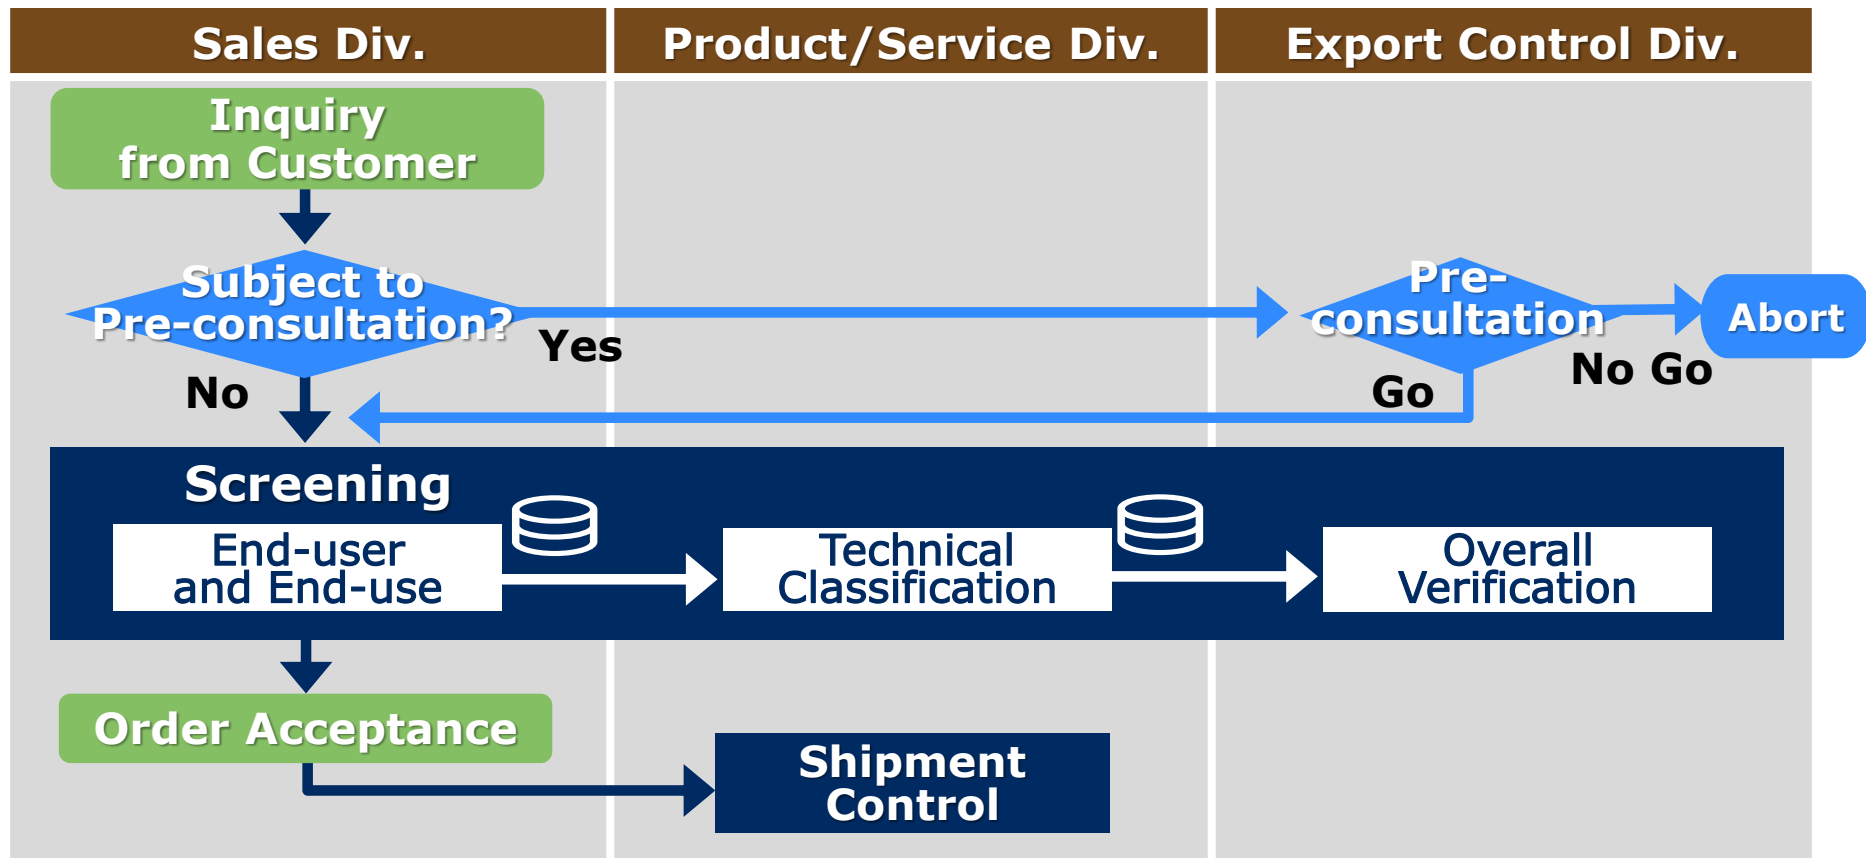 Sales Div.
Product/Service Div.
Export Control Div.
Inquiry
from Customer
Subject to
Pre-consultation?
Yes
No
Pre-
consultation
Abort
No Go
Go
Screening
End-user
and End-use
Technical
Classification
Overall
Verification
Order Acceptance
Shipment
Control